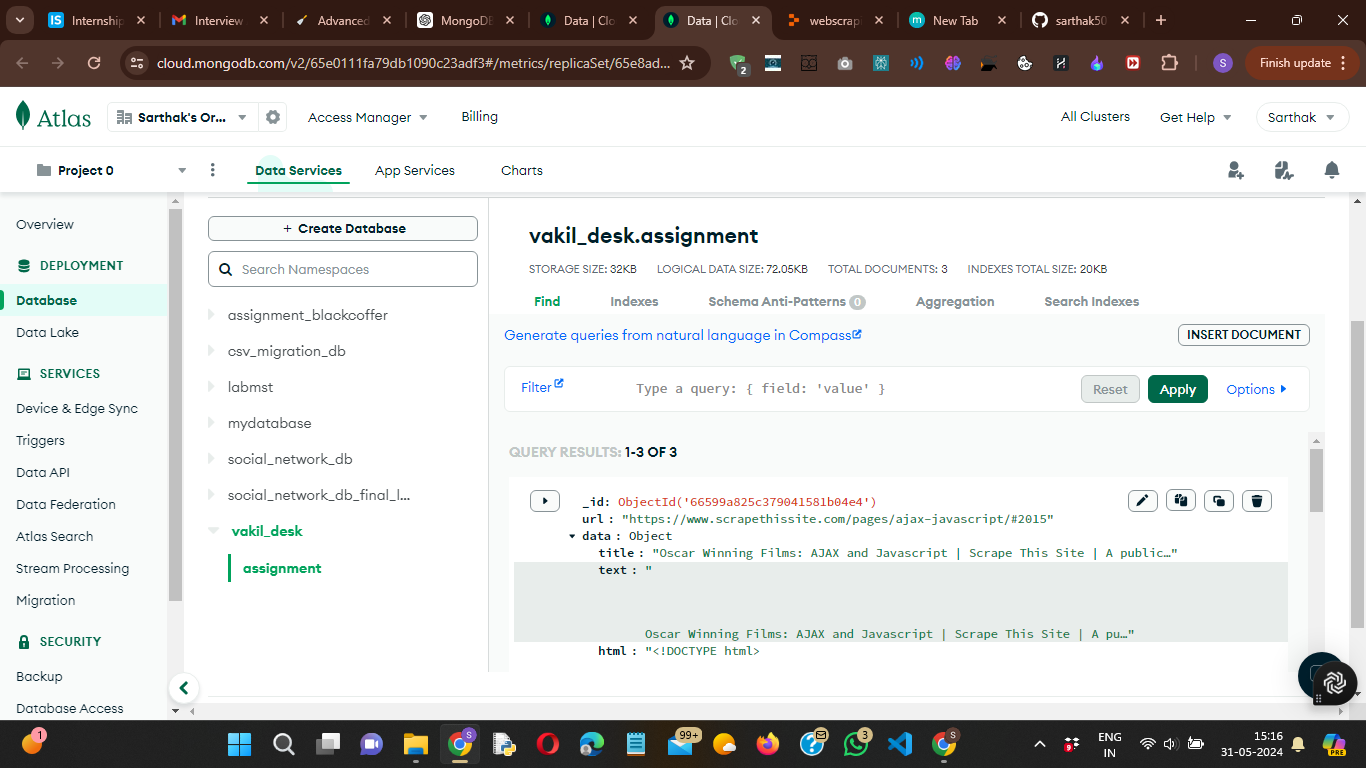 Internship
Interview
Advanced
MongoDB
Data | Clo
Data | Clo
webscrap
New Tab
sarthak50
cloud.mongodb.com/v2/65e0111fa79db1090c23adf3#/metrics/replicaSet/65e8ad...
2
S
Finish update
Atlas
Sarthak's Or...
Access Manager
Billing
All Clusters
Get Help
Sarthak
Project 0
Data Services
App Services
Charts
Overview
DEPLOYMENT
Database
Data Lake
SERVICES
Device & Edge Sync
Triggers
Data API
Data Federation
Atlas Search
Stream Processing
Migration
SECURITY
Backup
Database Access
+ Create Database
Search Namespaces
assignment_blackcoffer
csv_migration_db
labmst
mydatabase
social_network_db
social_network_db_final_l...
vakil_desk
assignment
vakil_desk.assignment
STORAGE SIZE: 32KB LOGICAL DATA SIZE: 72.05KB TOTAL DOCUMENTS: 3 INDEXES TOTAL SIZE: 20KB
Find Indexes Schema Anti-Patterns 0 Aggregation Search Indexes
Generate queries from natural language in Compass
INSERT DOCUMENT
Filter
Type a query: { field: 'value' }
Reset
Apply
Options
QUERY RESULTS: 1-3 OF 3
_id: ObjectId('66599a825c379041581b04e4')
url : "https://www.scrapethissite.com/pages/ajax-javascript/#2015"
data : Object
title : "Oscar Winning Films: AJAX and Javascript | Scrape This Site | A public…"
text : "
Oscar Winning Films: AJAX and Javascript | Scrape This Site | A pu…"
html : "<!DOCTYPE html>
1
S
99+
3
S
9
ENG
IN
15:16
31-05-2024
PRE